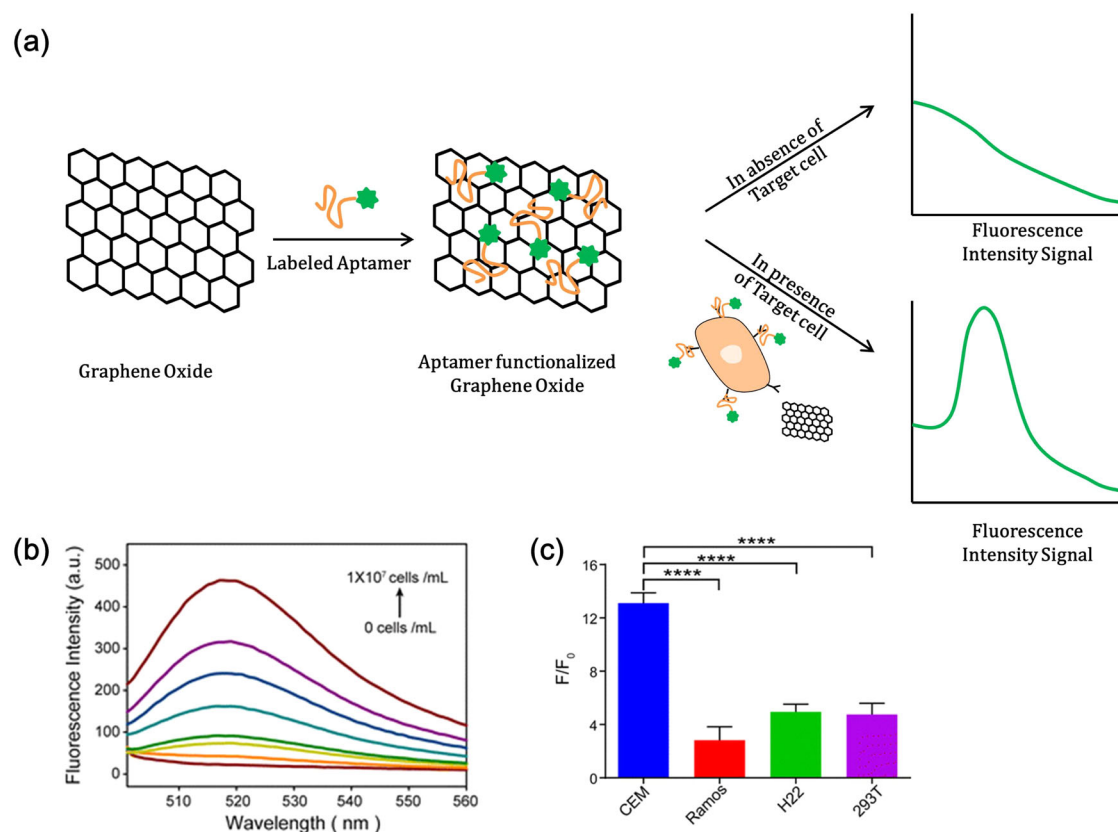 (a)
Labeled Aptamer
Graphene Oxide
Aptamer functionalized
Graphene Oxide
In absence of
Target cell
Fluorescence
Intensity Signal
In presence
of Target cell
Fluorescence
Intensity Signal
(b)
Fluorescence Intensity (a.u.)
500
400
300
200
100
0
1X10⁷ cells /mL
0 cells /mL
510
520
530
540
550
560
Wavelength ( nm )
(c)
F/F₀
16
12
8
4
0
****
****
****
CEM
Ramos
H22
293T